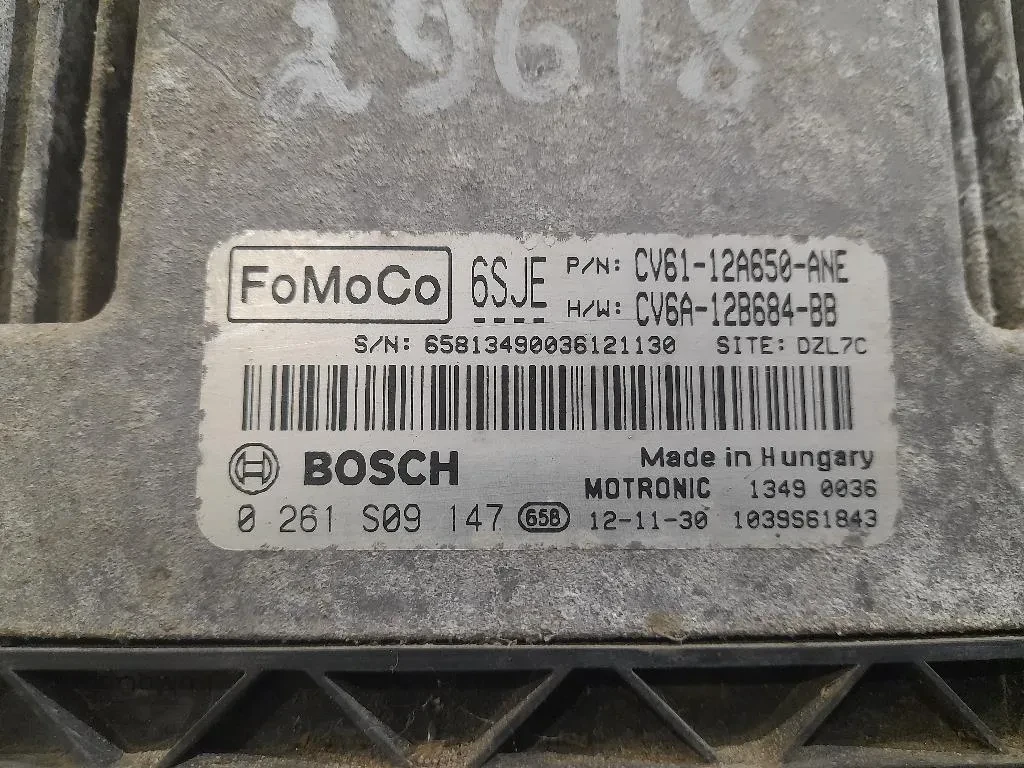 29618
FoMoCo 6SJE P/N: CV61-12A650-ANE
H/W: CV6A-12B684-BB
S/N: 65813490036121130 SITE: DZL7C
BOSCH Made in Hungary
MOTRONIC 1349 0036
0 261 S09 147 658 12-11-30 1039S61843